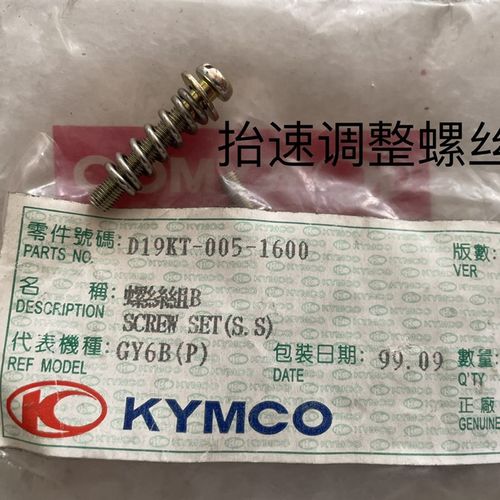 抬速调整螺丝
零件號碼: D19KT-005-1600 版數:
PARTS NO. VER
名 稱: 螺絲組B
DESCRIPTION SCREW SET(S.S)
代表機種: GY6B(P) 包裝日期: 99.09 數量:
REF MODEL DATE Q'TY
KYMCO 正廠
GENUINE